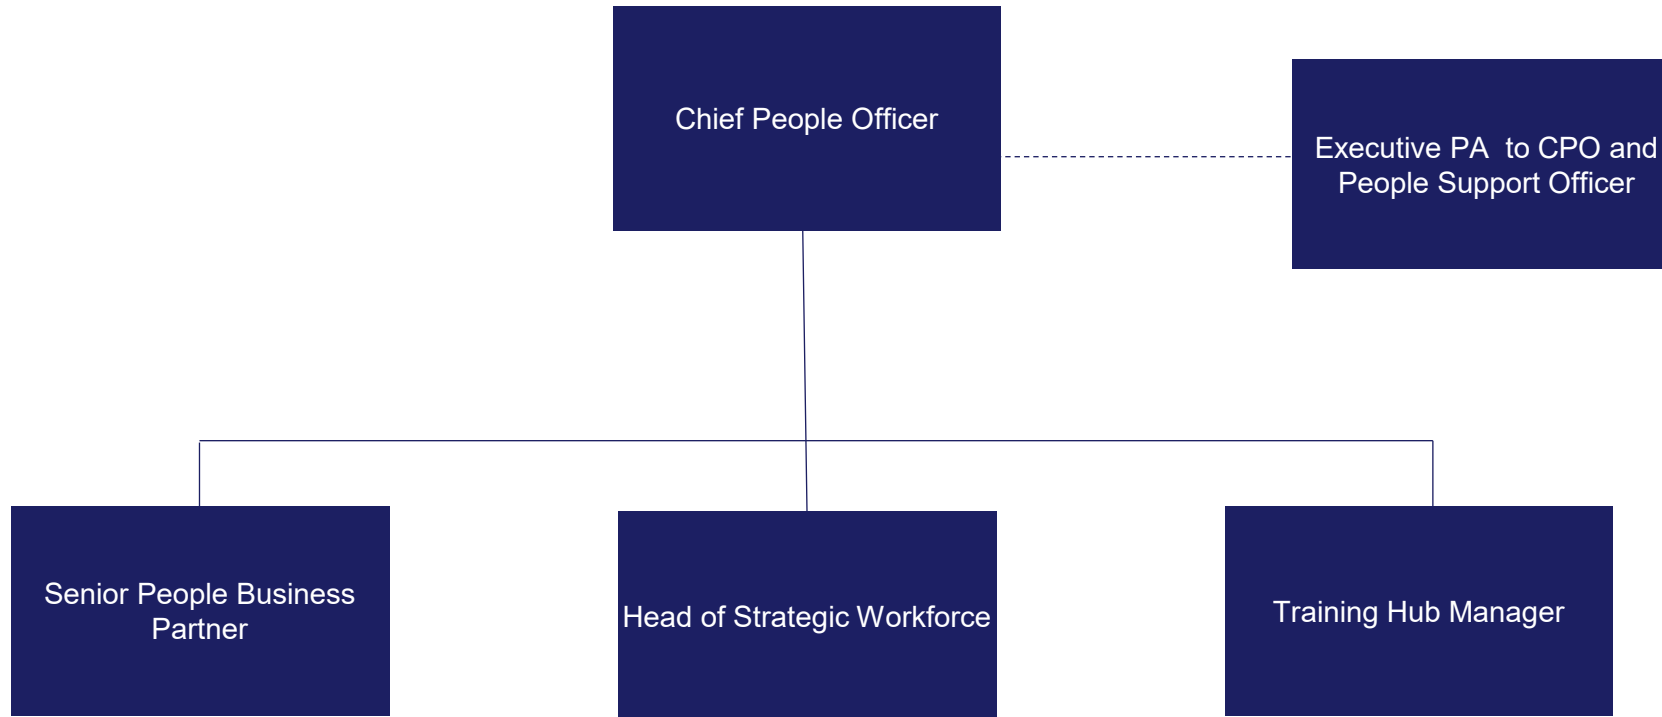 Chief People Officer
Executive PA  to CPO and
People Support Officer
Senior People Business
Partner
Head of Strategic Workforce
Training Hub Manager